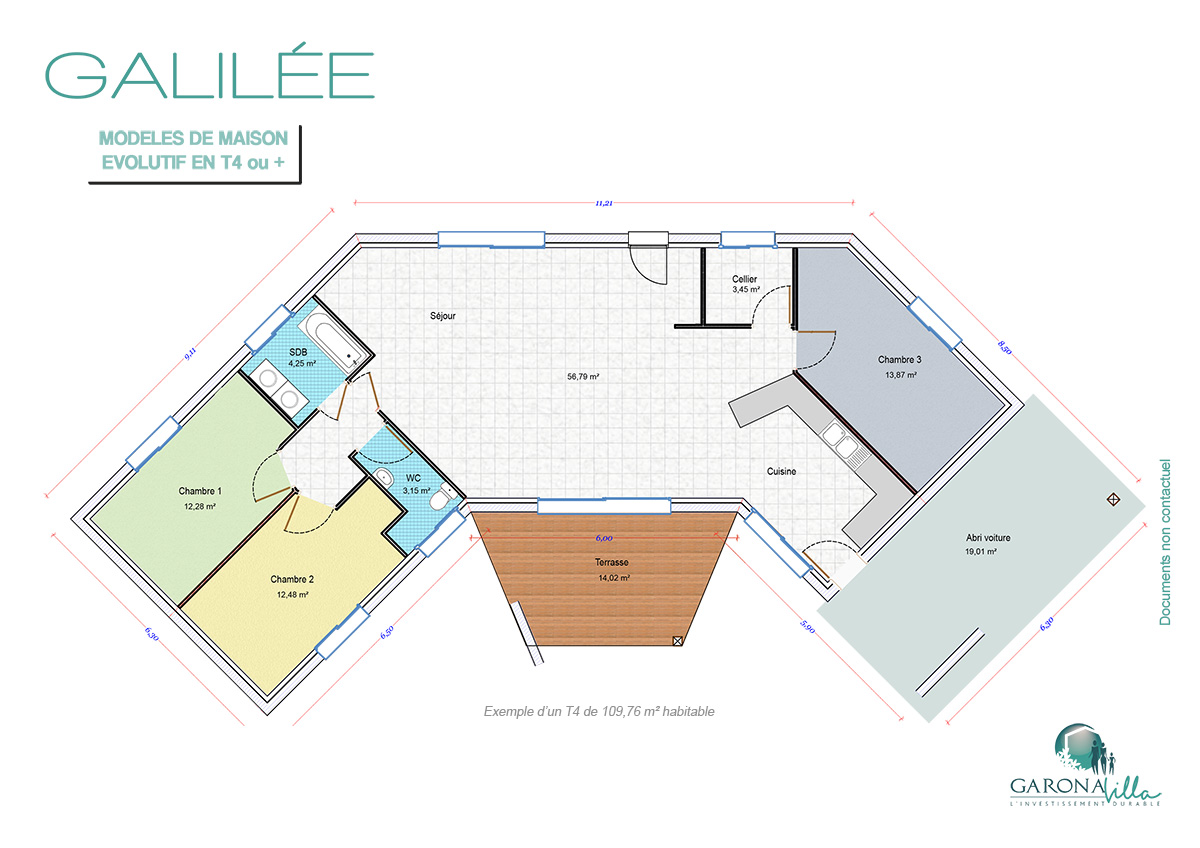 GALILÉE
MODELES DE MAISON
EVOLUTIF EN T4 ou +
11,21
9,11
8,50
Cellier
3,45 m²
Séjour
SDB
4,25 m²
Chambre 3
13,87 m²
56,79 m²
Cuisine
WC
3,15 m²
Chambre 1
12,28 m²
Abri voiture
19,01 m²
6,00
Terrasse
14,02 m²
Chambre 2
12,48 m²
6,30
6,50
5,90
6,30
Documents non contactuel
Exemple d'un T4 de 109,76 m² habitable
GARONA Villa
L'INVESTISSEMENT DURABLE